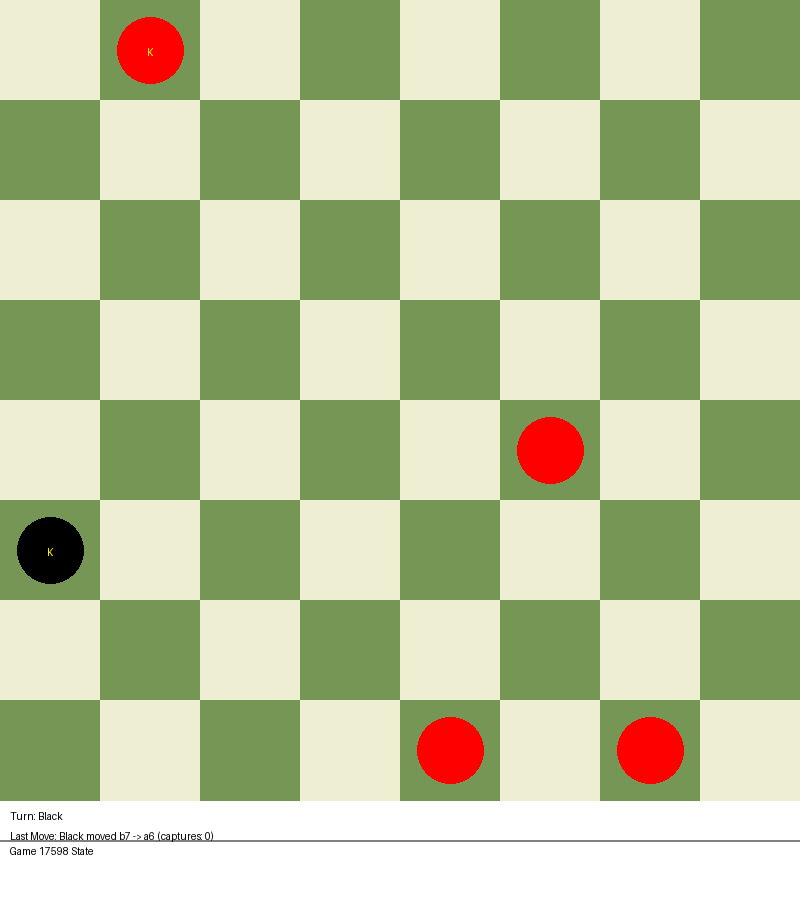 K
K
Turn: Black
Last Move: Black moved b7 -> a6 (captures: 0)
Game 17598 State